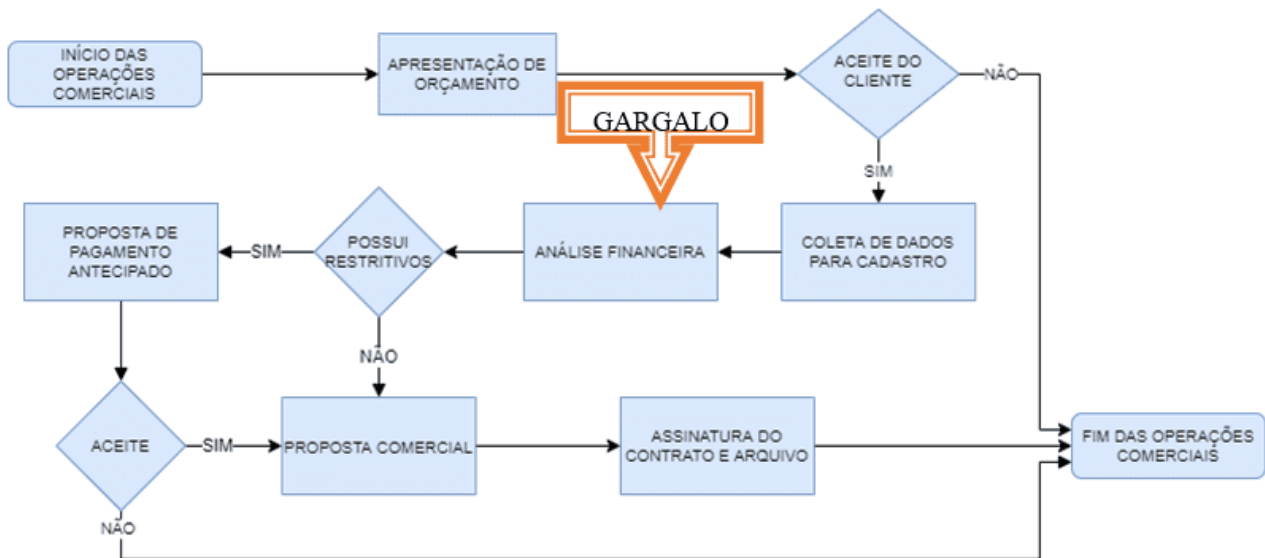 INÍCIO DAS
OPERAÇÕES
COMERCIAIS
APRESENTAÇÃO DE
ORÇAMENTO
ACEITE DO
CLIENTE
NÃO
GARGALO
SIM
PROPOSTA DE
PAGAMENTO
ANTECIPADO
SIM
POSSUI
RESTRITIVOS
ANÁLISE FINANCEIRA
COLETA DE DADOS
PARA CADASTRO
NÃO
ACEITE
SIM
PROPOSTA COMERCIAL
ASSINATURA DO
CONTRATO E ARQUIVO
FIM DAS OPERAÇÕES
COMERCIAIS
NÃO